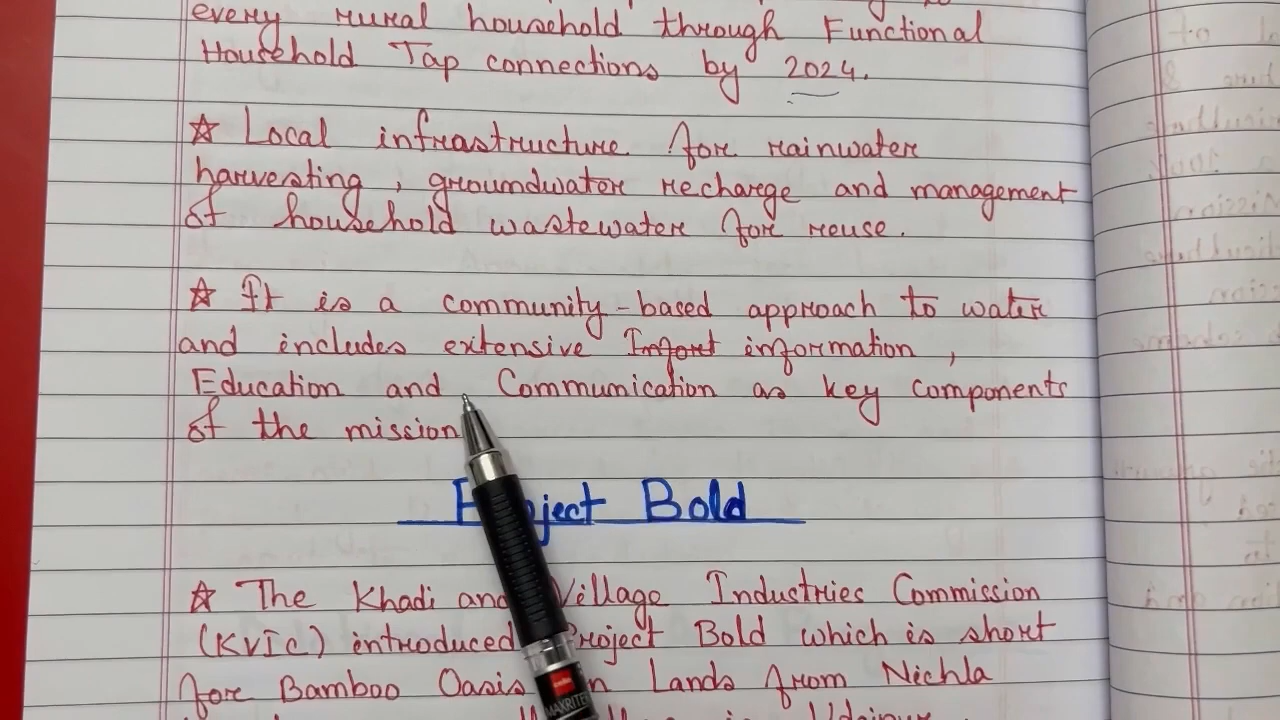 every rural household through Functional
Household Tap connections by 2024.
☆ Local infrastructure for rainwater
harvesting, groundwater recharge and management
of household wastewater for reuse.
☆ It is a community-based approach to water
and includes extensive information,
Education and Communication as key components
of the mission
Project Bold
☆ The Khadi and Village Industries Commission
(KVIC) introduced Project Bold which is short
for Bamboo Oasis on Lands from Nichla
Udaipur
MAXRITER